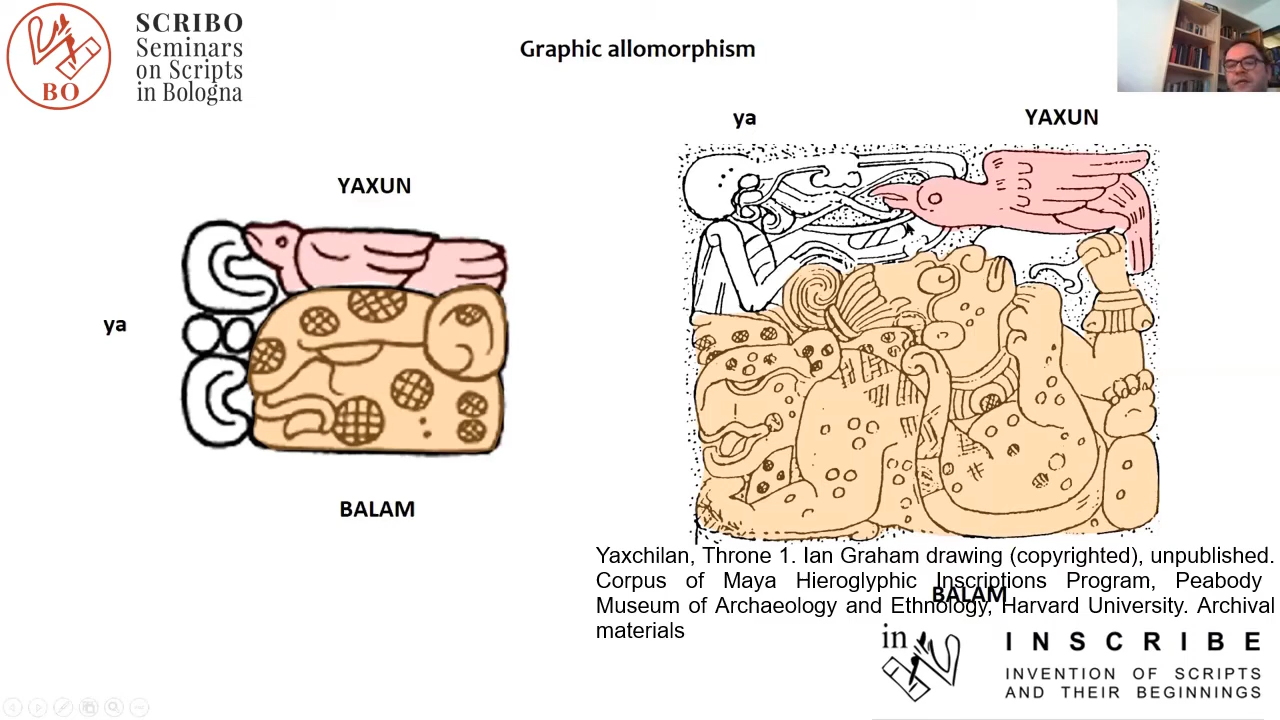 SCRIBO
Seminars
on Scripts
in Bologna
BO
Graphic allomorphism
YAXUN
ya
BALAM
ya
YAXUN
Yaxchilan, Throne 1. Ian Graham drawing (copyrighted), unpublished.
Corpus of Maya Hieroglyphic Inscriptions Program, Peabody
BALAM
Museum of Archaeology and Ethnology, Harvard University. Archival
materials
in
INSCRIBE
INVENTION OF SCRIPTS
AND THEIR BEGINNINGS